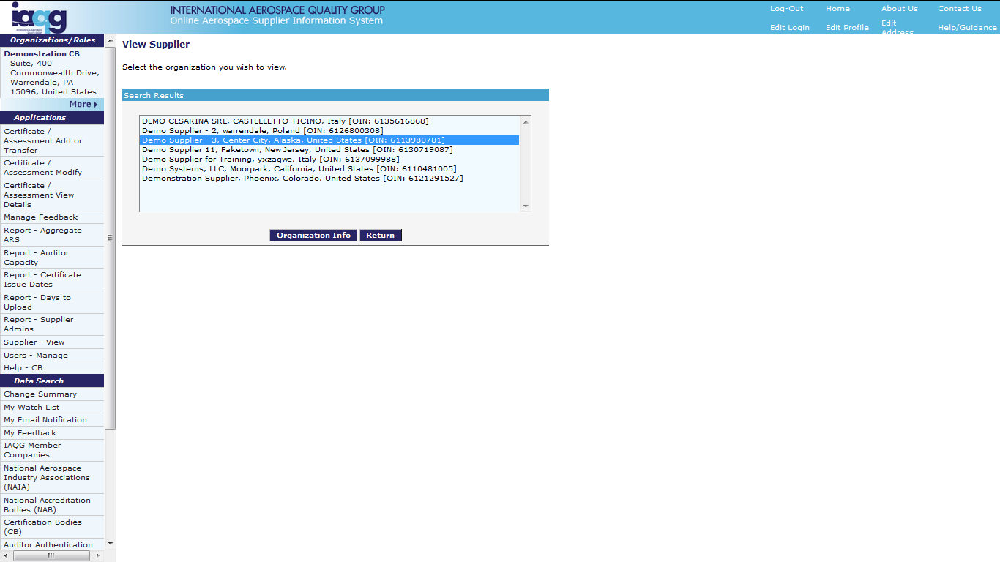 iaqg
INTERNATIONAL AEROSPACE QUALITY GROUP
Online Aerospace Supplier Information System
Log-Out
Home
About Us
Contact Us
Edit Login
Edit Profile
Edit
Address
Help/Guidance
Organizations/Roles
Demonstration CB
Suite, 400
Commonwealth Drive,
Warrendale, PA
15096, United States
More
Applications
Certificate /
Assessment Add or
Transfer
Certificate /
Assessment Modify
Certificate /
Assessment View
Details
Manage Feedback
Report - Aggregate
ARS
Report - Auditor
Capacity
Report - Certificate
Issue Dates
Report - Days to
Upload
Report - Supplier
Admins
Supplier - View
Users - Manage
Help - CB
Data Search
Change Summary
My Watch List
My Email Notification
My Feedback
IAQG Member
Companies
National Aerospace
Industry Associations
(NAIA)
National Accreditation
Bodies (NAB)
Certification Bodies
(CB)
Auditor Authentication
View Supplier
Select the organization you wish to view.
Search Results
DEMO CESARINA SRL, CASTELLETTO TICINO, Italy [OIN: 6135616868]
Demo Supplier - 2, warrendale, Poland [OIN: 6126800308]
Demo Supplier - 3, Center City, Alaska, United States [OIN: 6113980781]
Demo Supplier 11, Faketown, New Jersey, United States [OIN: 6130719087]
Demo Supplier for Training, yxzaqwe, Italy [OIN: 6137099988]
Demo Systems, LLC, Moorpark, California, United States [OIN: 6110481005]
Demonstration Supplier, Phoenix, Colorado, United States [OIN: 6121291527]
Organization Info
Return